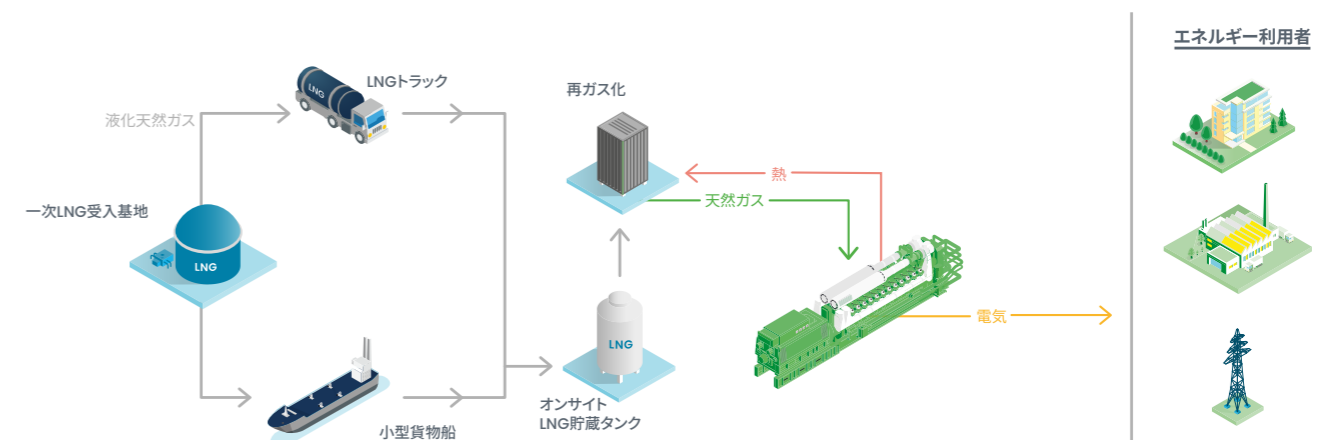 エネルギー利用者
LNGトラック
LNG
液化天然ガス
再ガス化
熱
天然ガス
一次LNG受入基地
LNG
電気
LNG
オンサイト
LNG貯蔵タンク
小型貨物船